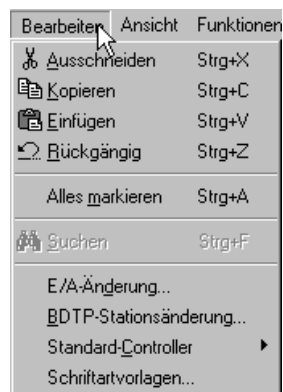 Bearbeiten Ansicht Funktionen
Ausschneiden Strg+X
Kopieren Strg+C
Einfügen Strg+V
Rückgängig Strg+Z
Alles markieren Strg+A
Suchen Strg+F
E/A-Änderung...
BDTP-Stationsänderung...
Standard-Controller
Schriftartvorlagen...